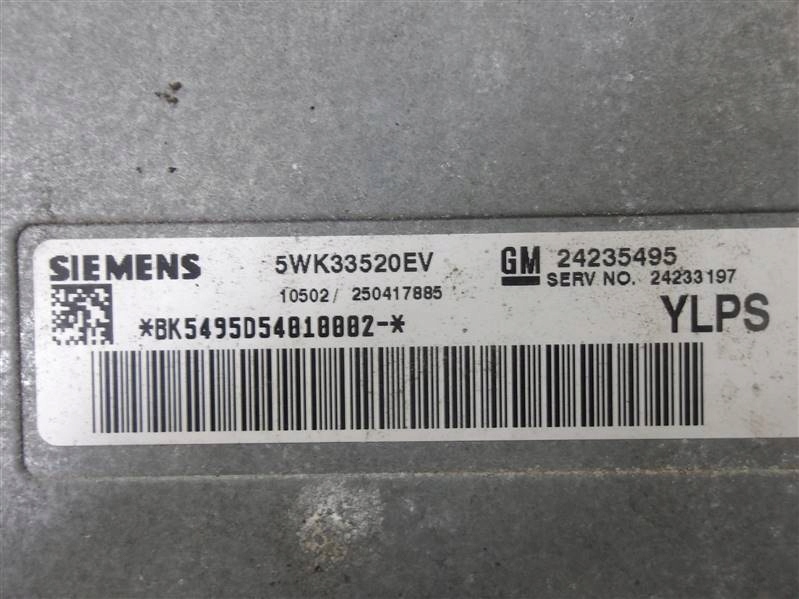 SIEMENS 5WK33520EV GM 24235495
SERV NO. 24233197
10502/ 250417885
*BK5495D54010002-* YLPS